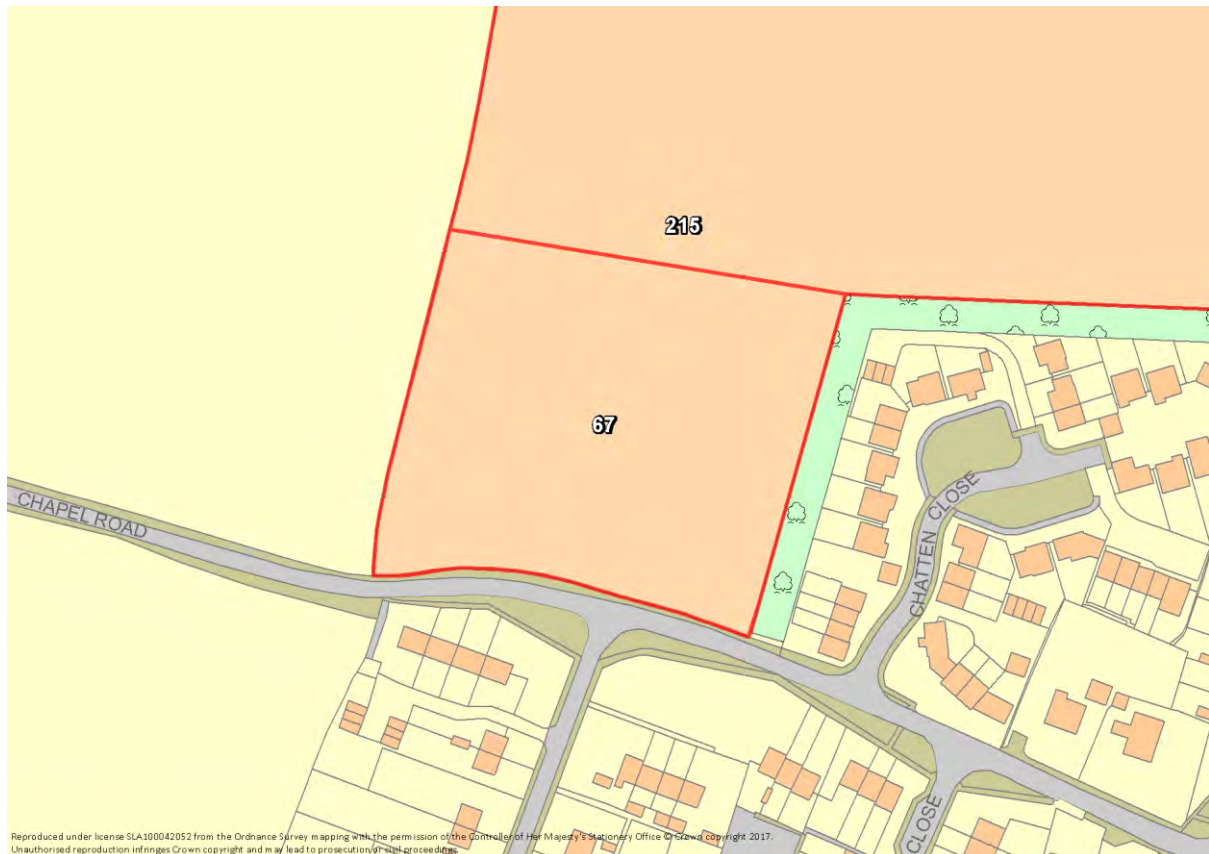 215
67
CHAPEL ROAD
CHATTEN CLOSE
CLOSE
Reproduced under license SLA100042052 from the Ordnance Survey mapping with the permission of the Controller of Her Majesty's Stationery Office © Crown copyright 2017.
Unauthorised reproduction infringes Crown copyright and may lead to prosecution or civil proceedings.